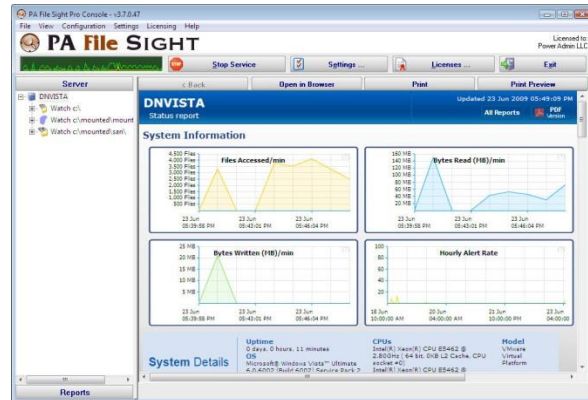 PA File Sight Pro Console - v3.7.0.47
File View Configuration Settings Licensing Help
PA File Sight
Licensed to:
Power Admin LLC
Stop Service
Settings ...
Licenses ...
Exit
Server
< Back
Open in Browser
Print
Print Preview
DNVISTA
Watch c:\
Watch c:\mounted\mount
Watch c:\mounted\san\
DNVISTA
Status report
Updated 23 Jun 2009 05:49:09 PM
All Reports
PDF
Version
System Information
Files Accessed/min
4,500 Files
4,000 Files
3,500 Files
3,000 Files
2,500 Files
2,000 Files
1,500 Files
1,000 Files
500 Files
23 Jun 23 Jun 23 Jun
05:39:58 PM 05:43:01 PM 05:46:04 PM
Bytes Read (MB)/min
160 MB
140 MB
120 MB
100 MB
80 MB
60 MB
40 MB
20 MB
23 Jun 23 Jun 23 Jun
05:39:58 PM 05:43:01 PM 05:46:04 PM
Bytes Written (MB)/min
25 MB
20 MB
15 MB
10 MB
5 MB
23 Jun 23 Jun 23 Jun
05:39:58 PM 05:43:01 PM 05:46:04 PM
Hourly Alert Rate
100
80
60
40
20
18 Jun 20 Jun 21 Jun 23 Jun
10:00:00 AM 04:00:00 AM 10:00:00 PM 04:00:00
System Details
Uptime
0 days, 0 hours, 11 minutes
OS
Microsoft® Windows Vista™ Ultimate
6.0.6002 (Build 6002) Service Pack 2
CPUs
Intel(R) Xeon(R) CPU E5462 @
2.80GHz ( 64 bit, 0KB L2 Cache, CPU
socket #0)
Intel(R) Xeon(R) CPU E5462 @
Model
VMware
Virtual
Platform
Reports